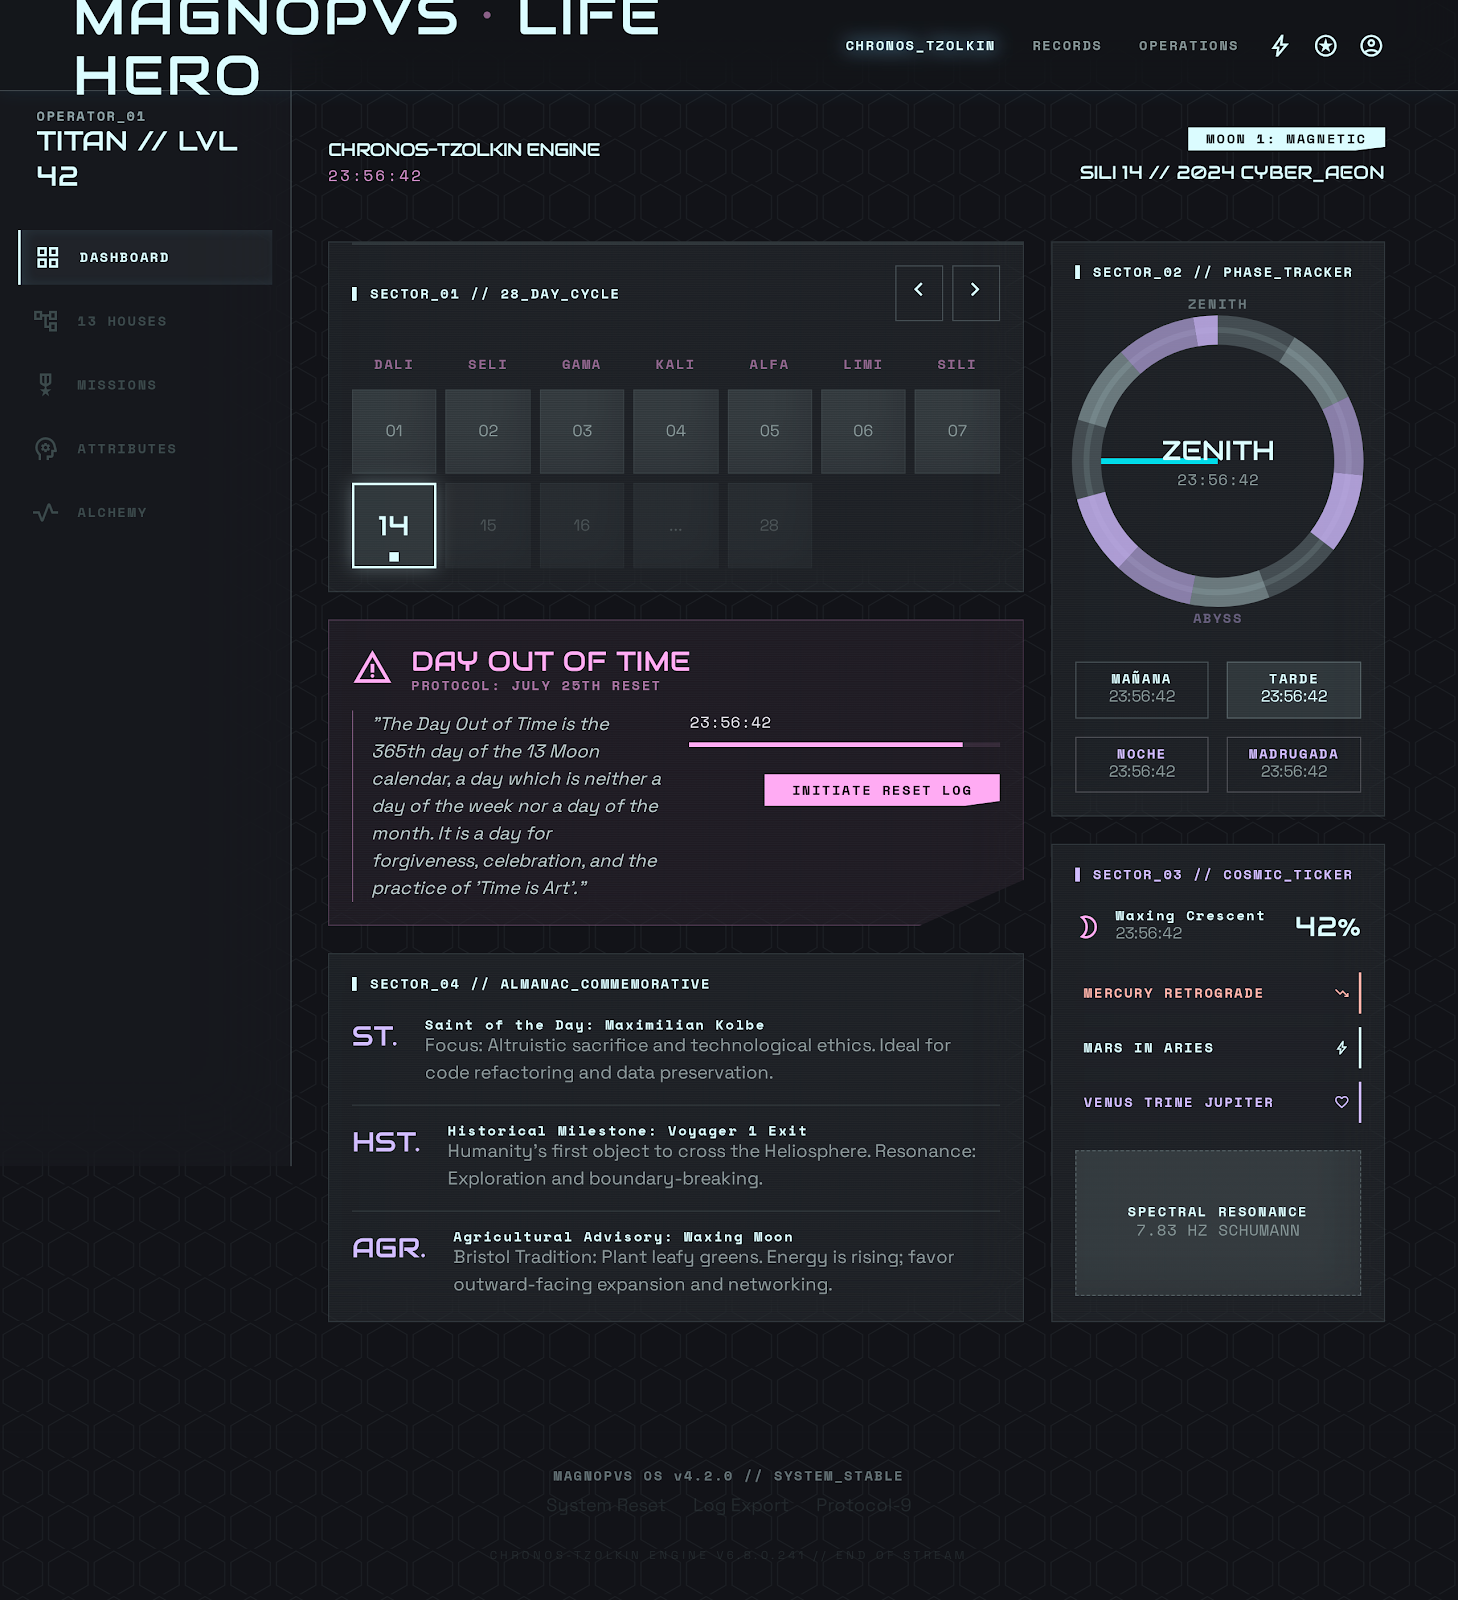 MAGNOPVS · LIFE
HERO
CHRONOS_TZOLKIN
RECORDS
OPERATIONS
OPERATOR_01
TITAN // LVL
42
DASHBOARD
13 HOUSES
MISSIONS
ATTRIBUTES
ALCHEMY
CHRONOS-TZOLKIN ENGINE
23:56:42
MOON 1: MAGNETIC
SILI 14 // 2024 CYBER_AEON
SECTOR_01 // 28_DAY_CYCLE
DALI SELI GAMA KALI ALFA LIMI SILI
01 02 03 04 05 06 07
14 15 16 ... 28
DAY OUT OF TIME
PROTOCOL: JULY 25TH RESET
"The Day Out of Time is the
365th day of the 13 Moon
calendar, a day which is neither a
day of the week nor a day of the
month. It is a day for
forgiveness, celebration, and the
practice of 'Time is Art'."
23:56:42
INITIATE RESET LOG
SECTOR_04 // ALMANAC_COMMEMORATIVE
ST.
Saint of the Day: Maximilian Kolbe
Focus: Altruistic sacrifice and technological ethics. Ideal for
code refactoring and data preservation.
HST.
Historical Milestone: Voyager 1 Exit
Humanity's first object to cross the Heliosphere. Resonance:
Exploration and boundary-breaking.
AGR.
Agricultural Advisory: Waxing Moon
Bristol Tradition: Plant leafy greens. Energy is rising; favor
outward-facing expansion and networking.
SECTOR_02 // PHASE_TRACKER
ZENITH
ZENITH
23:56:42
ABYSS
MAÑANA
23:56:42
TARDE
23:56:42
NOCHE
23:56:42
MADRUGADA
23:56:42
SECTOR_03 // COSMIC_TICKER
Waxing Crescent
23:56:42
42%
MERCURY RETROGRADE
MARS IN ARIES
VENUS TRINE JUPITER
SPECTRAL RESONANCE
7.83 HZ SCHUMANN
MAGNOPVS OS v4.2.0 // SYSTEM_STABLE
System Reset Log Export Protocol-9
CHRONOS-TZOLKIN ENGINE // END OF STREAM